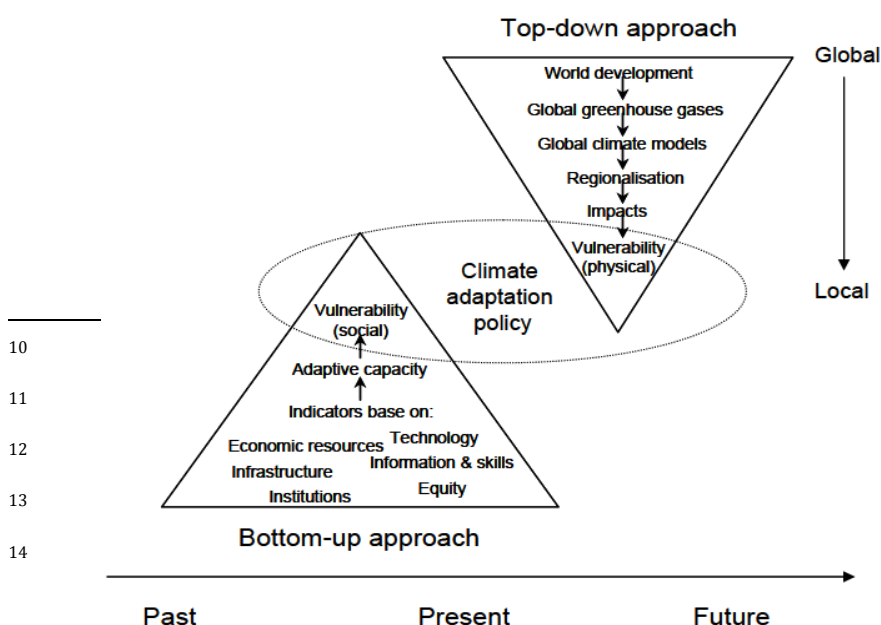 Top-down approach
Global
World development
Global greenhouse gases
Global climate models
Regionalisation
Impacts
Vulnerability
(physical)
Climate
adaptation
policy
Local
Vulnerability
(social)
Adaptive capacity
Indicators base on:
Economic resources
Technology
Infrastructure
Information & skills
Institutions
Equity
Bottom-up approach
10
11
12
13
14
Past
Present
Future